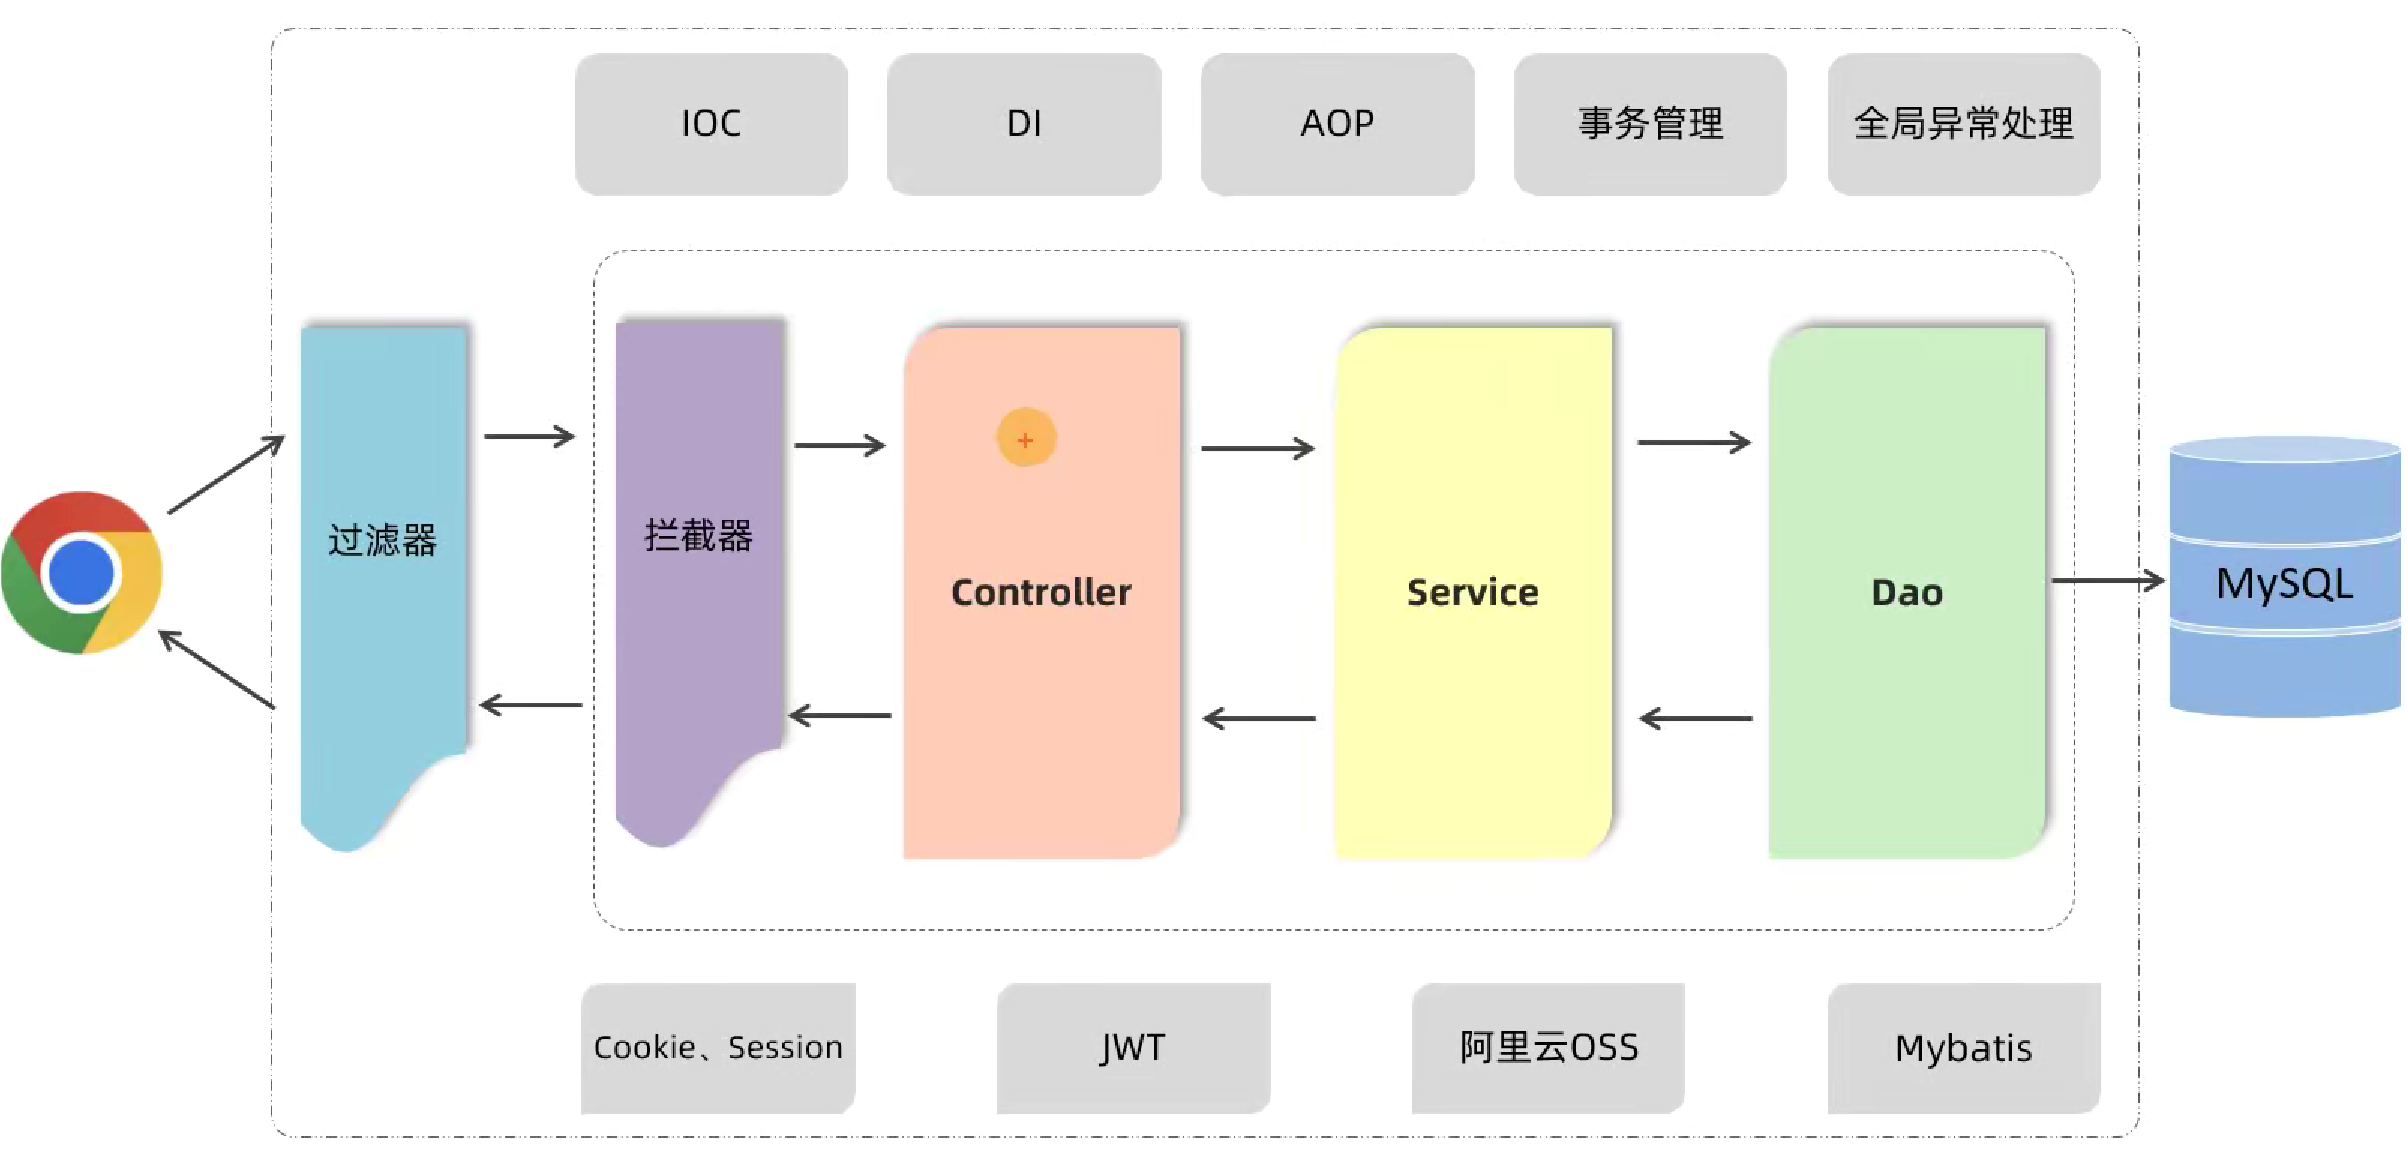 IOC
DI
AOP
事务管理
全局异常处理
过滤器
拦截器
+
Controller
Service
Dao
MySQL
Cookie、Session
JWT
阿里云OSS
Mybatis